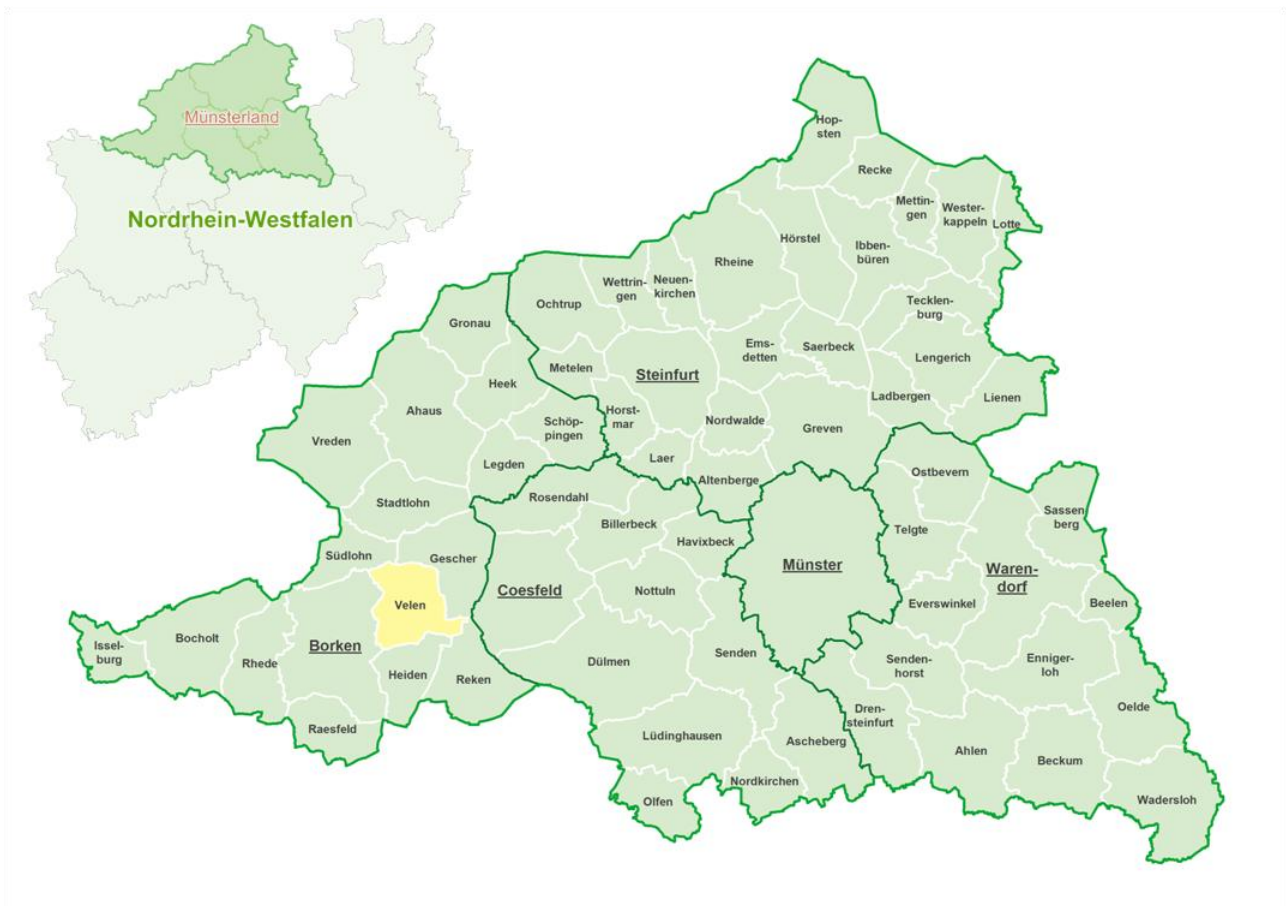 Münsterland
Nordrhein-Westfalen
Hop-
sten
Recke
Mettin-
gen
Wester-
kappeln
Lotte
Hörstel
Ibben-
büren
Rheine
Wettrin-
gen
Neuen-
kirchen
Ochtrup
Tecklen-
burg
Gronau
Ems-
detten
Saerbeck
Lengerich
Metelen
Steinfurt
Heek
Ladbergen
Lienen
Ahaus
Horst-
mar
Nordwalde
Greven
Schöp-
pingen
Vreden
Legden
Laer
Altenberge
Ostbevern
Stadtlohn
Rosendahl
Billerbeck
Havixbeck
Telgte
Sassen
berg
Südlohn
Gescher
Münster
Waren-
dorf
Coesfeld
Nottuln
Velen
Everswinkel
Beelen
Issel-
burg
Bocholt
Rhede
Borken
Heiden
Reken
Dülmen
Senden
Senden-
horst
Enniger-
loh
Raesfeld
Lüdinghausen
Ascheberg
Dren-
steinfurt
Oelde
Ahlen
Beckum
Olfen
Nordkirchen
Wadersloh